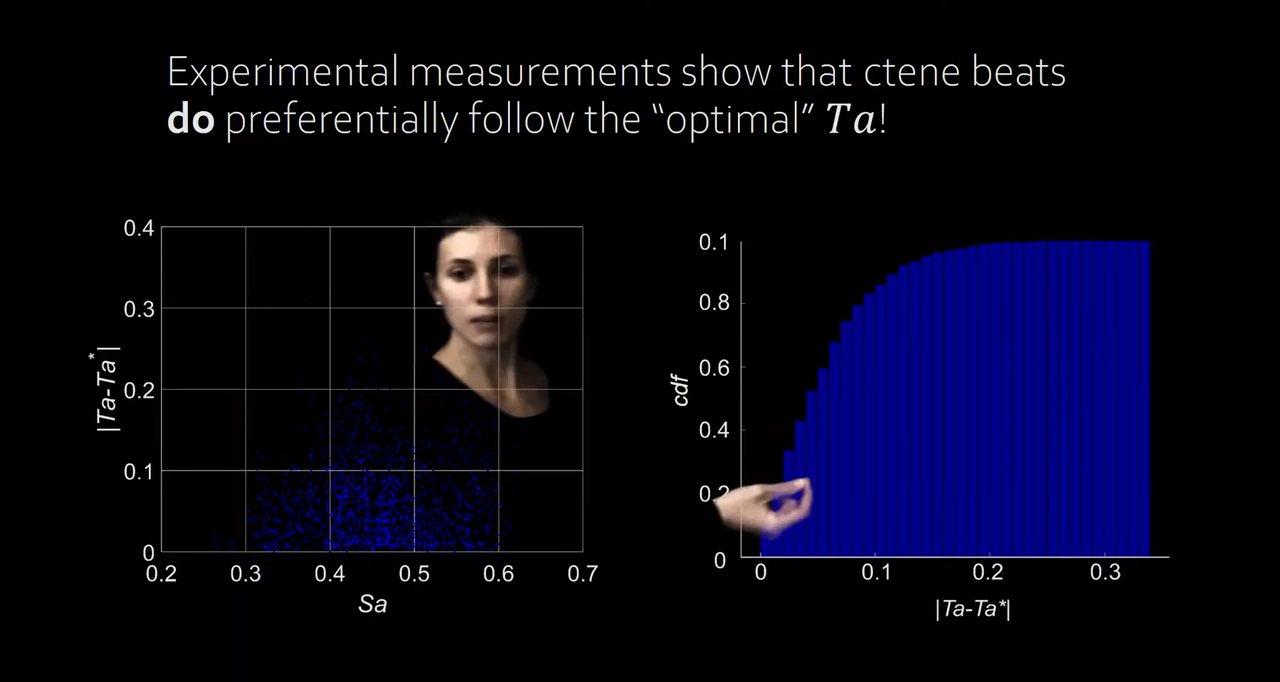 Experimental measurements show that ctene beats
do preferentially follow the “optimal” Ta!
0.4
0.3
0.2
0.1
0
|Ta-Ta*|
0.2 0.3 0.4 0.5 0.6 0.7
Sa
0.1
0.8
0.6
0.4
0.2
0
cdf
0 0.1 0.2 0.3
|Ta-Ta*|